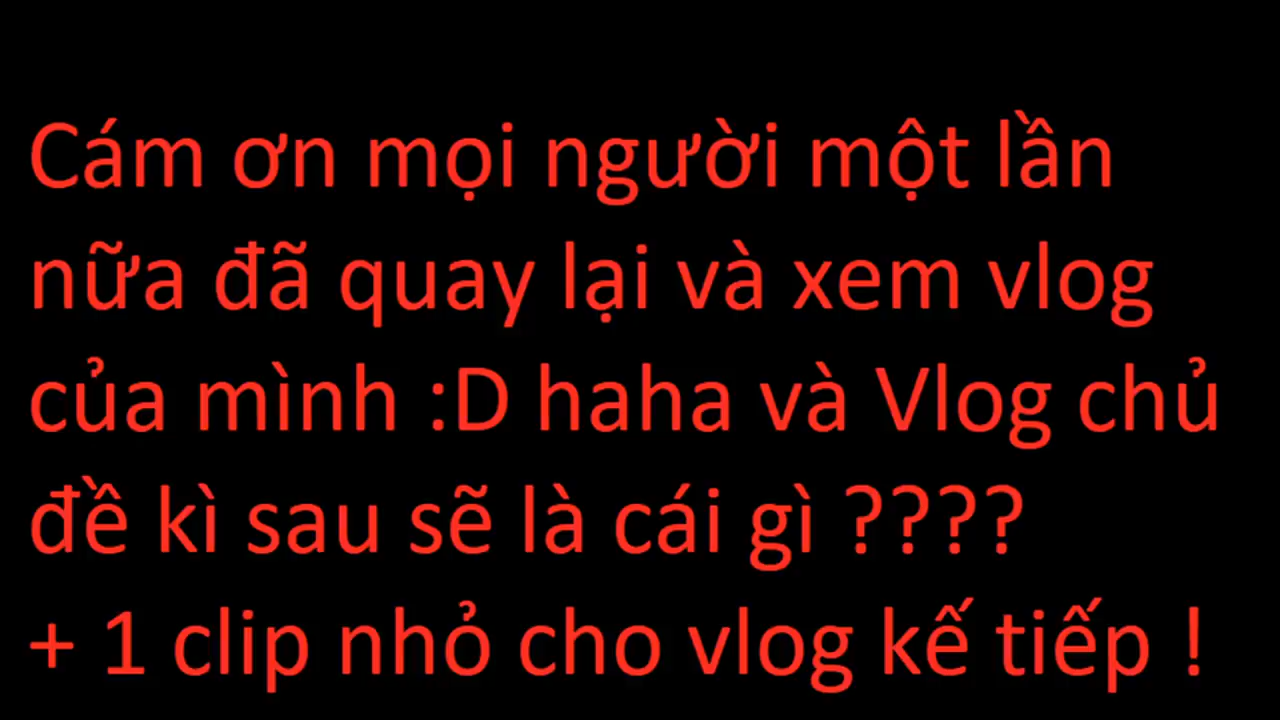 Cám ơn mọi người một lần
nữa đã quay lại và xem vlog
của mình :D haha và Vlog chủ
đề kì sau sẽ là cái gì ????
+ 1 clip nhỏ cho vlog kế tiếp !